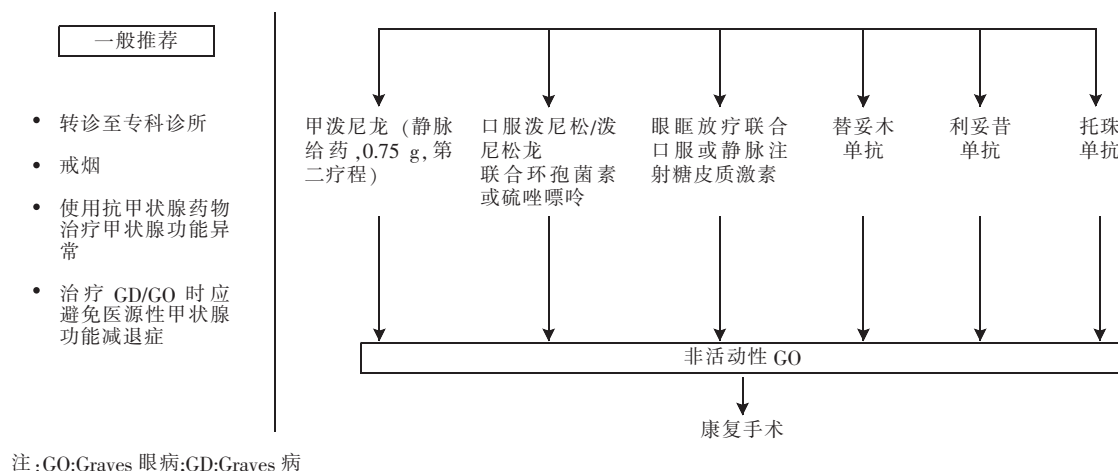 一般推荐
• 转诊至专科诊所
• 戒烟
• 使用抗甲状腺药物
治疗甲状腺功能异
常
• 治疗 GD/GO 时应
避免医源性甲状腺
功能减退症
甲泼尼龙 (静脉
给药,0.75 g,第
二疗程)
口服泼尼松/泼
尼松龙
联合环孢菌素
或硫唑嘌呤
眼眶放疗联合
口服或静脉注
射糖皮质激素
替妥木
单抗
利妥昔
单抗
托珠
单抗
非活动性 GO
康复手术
注:GO:Graves 眼病;GD:Graves 病